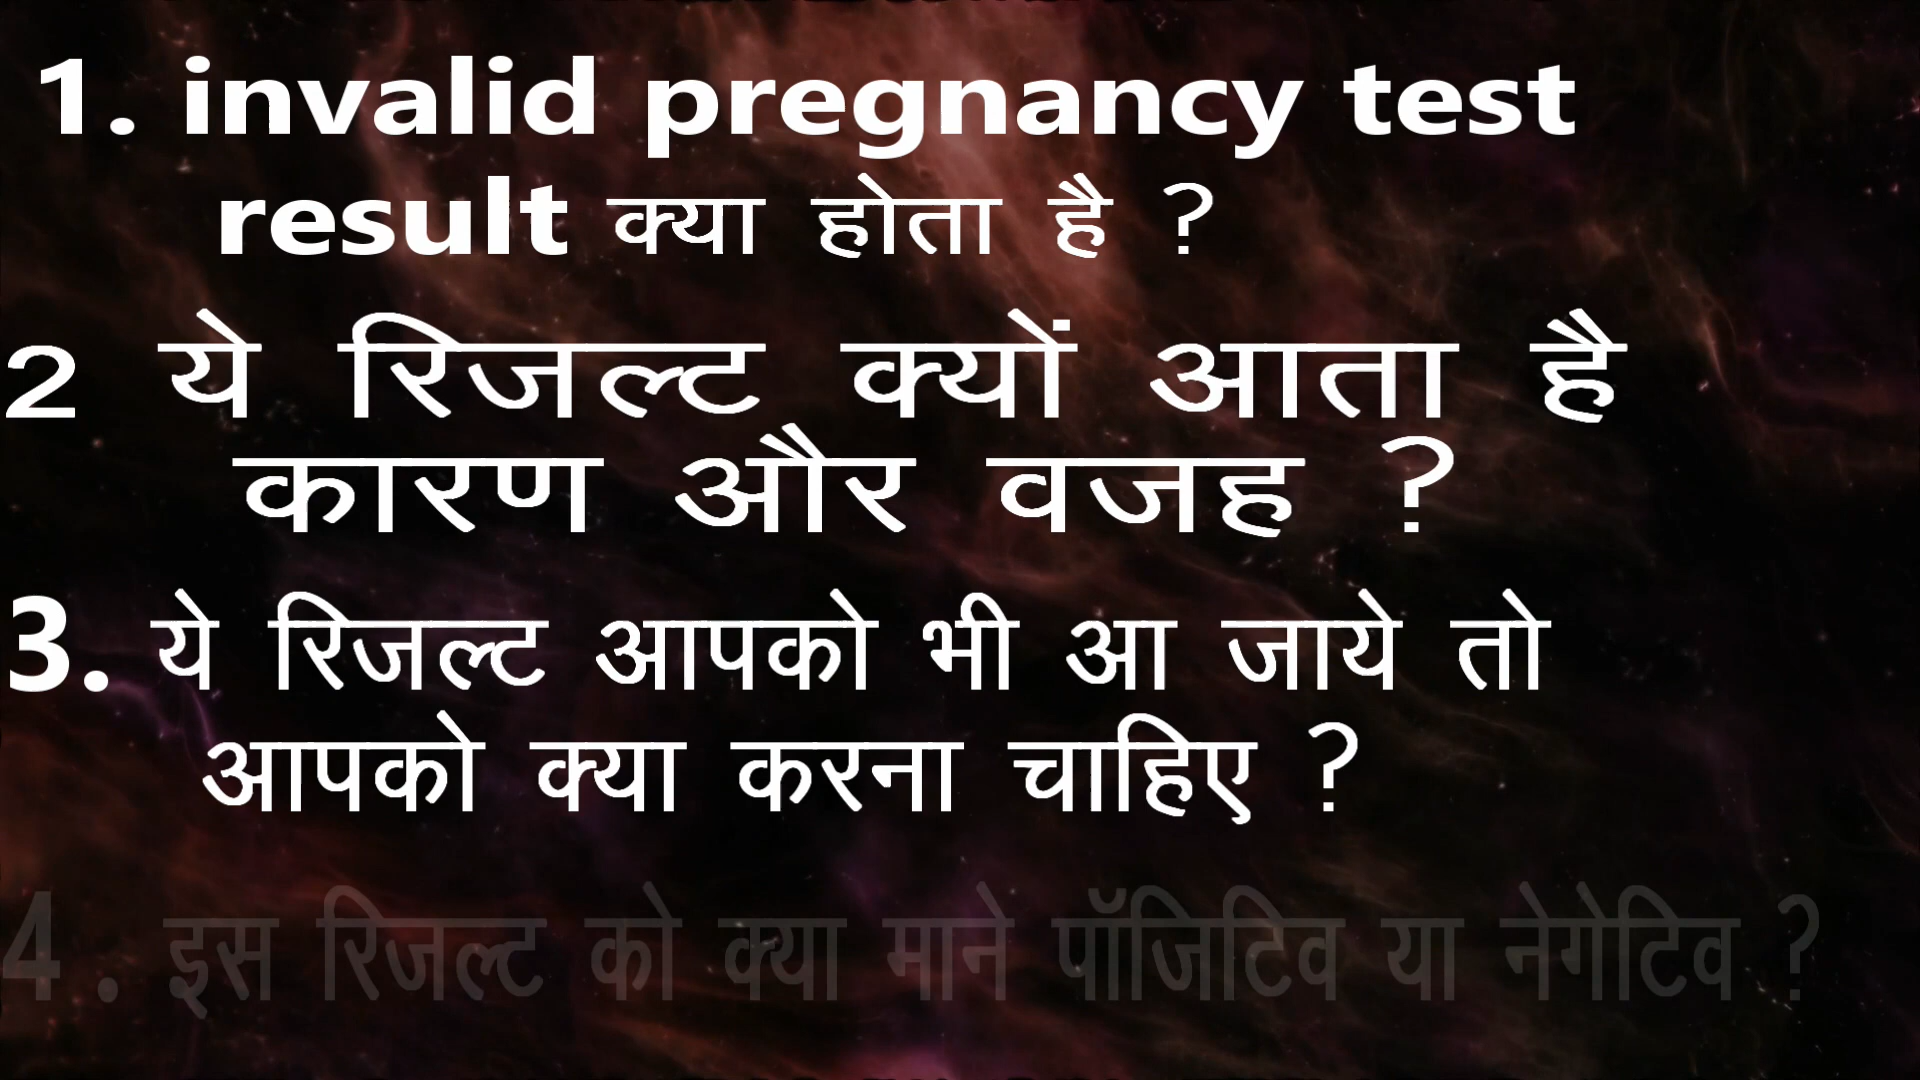 1. invalid pregnancy test
result क्या होता है ?
2 ये रिजल्ट क्यों आता है
कारण और वजह ?
3. ये रिजल्ट आपको भी आ जाये तो
आपको क्या करना चाहिए ?
4. इस रिजल्ट को क्या माने पॉजिटिव या नेगेटिव ?